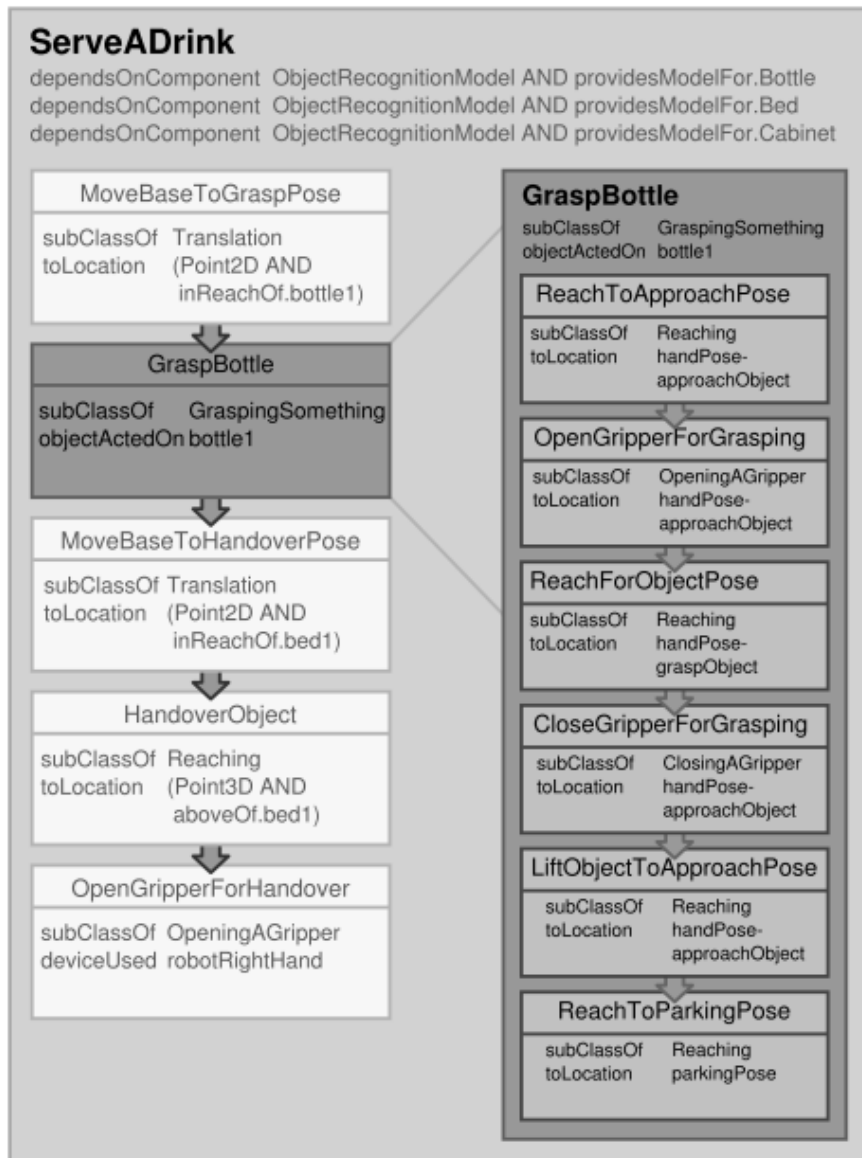 ServeADrink
dependsOnComponent ObjectRecognitionModel AND providesModelFor.Bottle
dependsOnComponent ObjectRecognitionModel AND providesModelFor.Bed
dependsOnComponent ObjectRecognitionModel AND providesModelFor.Cabinet
MoveBaseToGraspPose
subClassOf Translation
toLocation (Point2D AND
inReachOf.bottle1)
GraspBottle
subClassOf GraspingSomething
objectActedOn bottle1
MoveBaseToHandoverPose
subClassOf Translation
toLocation (Point2D AND
inReachOf.bed1)
HandoverObject
subClassOf Reaching
toLocation (Point3D AND
aboveOf.bed1)
OpenGripperForHandover
subClassOf OpeningAGripper
deviceUsed robotRightHand
GraspBottle
subClassOf GraspingSomething
objectActedOn bottle1
ReachToApproachPose
subClassOf Reaching
toLocation handPose-
approachObject
OpenGripperForGrasping
subClassOf OpeningAGripper
toLocation handPose-
approachObject
ReachForObjectPose
subClassOf Reaching
toLocation handPose-
graspObject
CloseGripperForGrasping
subClassOf ClosingAGripper
toLocation handPose-
approachObject
LiftObjectToApproachPose
subClassOf Reaching
toLocation handPose-
approachObject
ReachToParkingPose
subClassOf Reaching
toLocation parkingPose